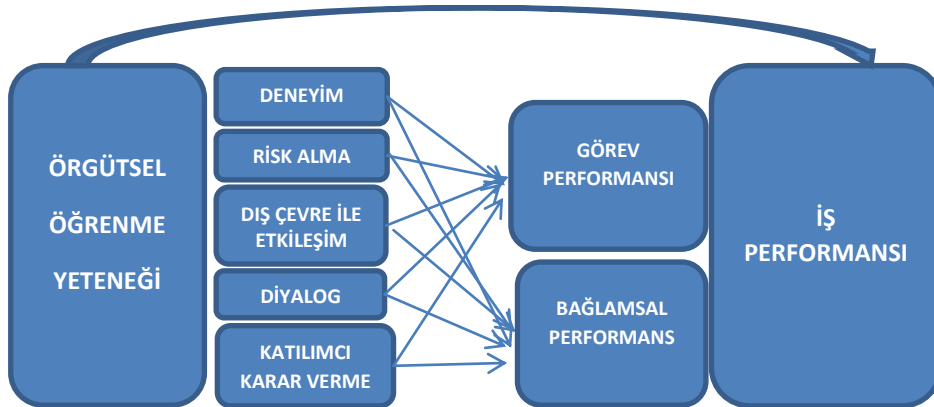 ÖRGÜTSEL
ÖĞRENME
YETENEĞİ
DENEYİM
RİSK ALMA
DIŞ ÇEVRE İLE
ETKİLEŞİM
DİYALOG
KATILIMCI
KARAR VERME
GÖREV
PERFORMANSI
BAĞLAMSAL
PERFORMANS
İŞ
PERFORMANSI